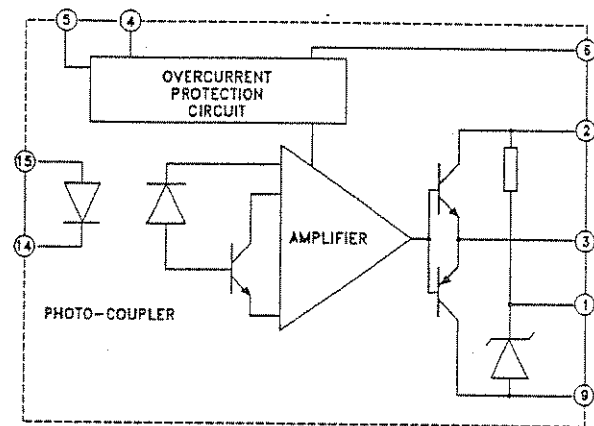 5 4
6
OVERCURRENT
PROTECTION
CIRCUIT
2
15
AMPLIFIER
3
14
PHOTO-COUPLER
1
9